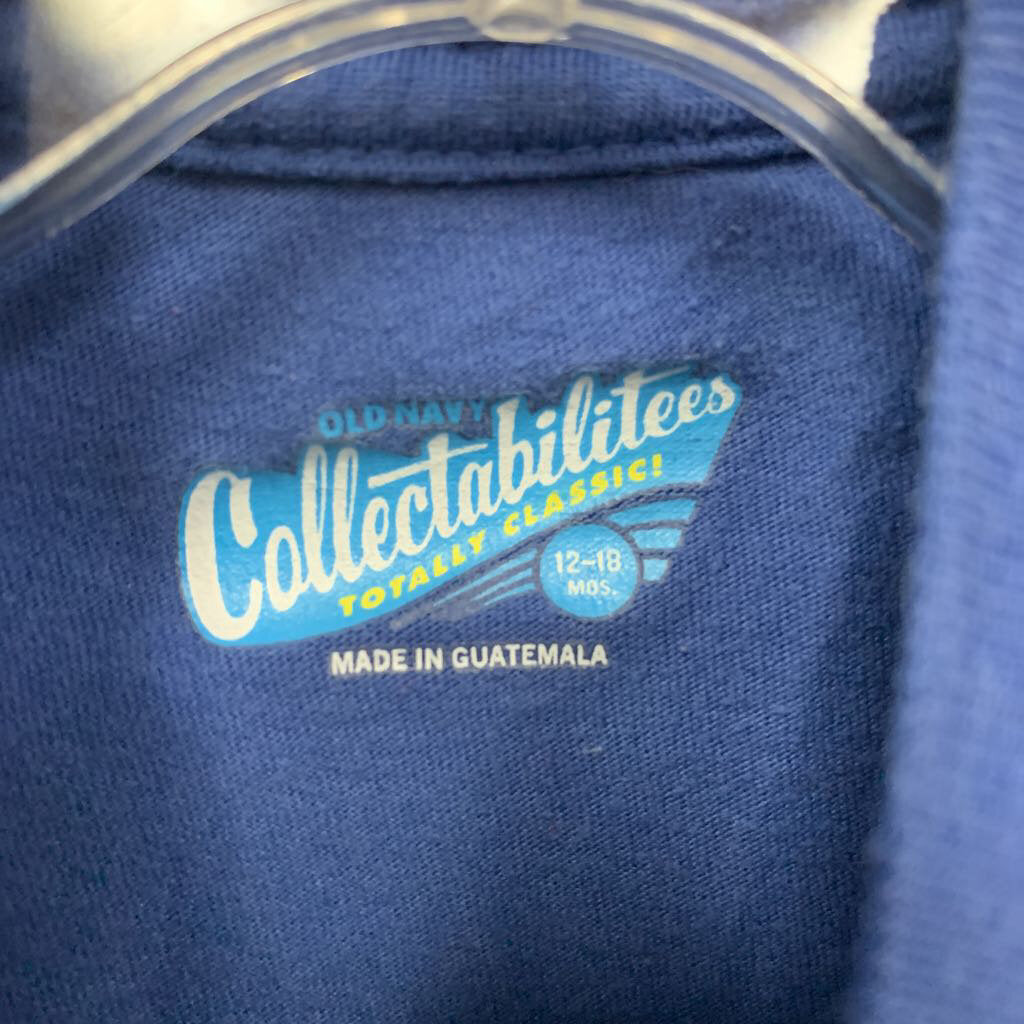 OLD NAVY
Collectabilitees
TOTALLY CLASSIC!
12-18
MOS.
MADE IN GUATEMALA